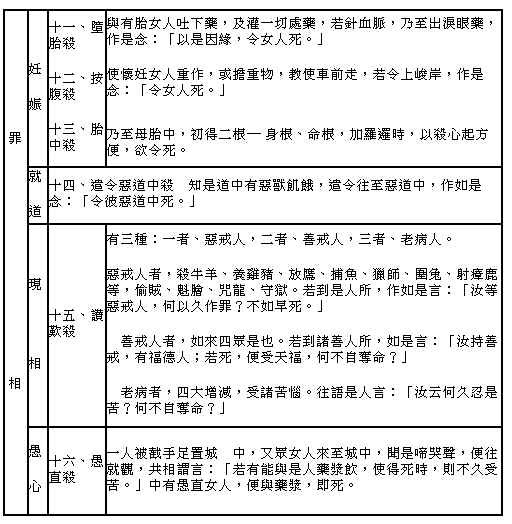 罪
相
妊
娠
十一、墮
胎殺
與有胎女人吐下藥，及灌一切處藥，若針血脈，乃至出淚眼藥，
作是念：「以是因緣，令女人死。」
十二、按
腹殺
使懷妊女人重作，或擔重物，教使車前走，若令上峻岸，作是
念：「令女人死。」
十三、胎
中殺
乃至母胎中，初得二根─ 身根、命根，加羅邏時，以殺心起方
便，欲令死。
就
道
十四、遣令惡道中殺　知是道中有惡獸飢餓，遣令往至惡道中，作如是
念：「令彼惡道中死。」
現
相
十五、讚
歎殺
有三種：一者、惡戒人，二者、善戒人，三者、老病人。
惡戒人者，殺牛羊、養雞豬、放鷹、捕魚、獵師、圍兔、射麞鹿
等，偷賊、魁膾、咒龍、守獄。若到是人所，作如是言：「汝等
惡戒人，何以久作罪？不如早死。」
善戒人者，如來四眾是也。若到諸善人所，如是言：「汝持善
戒，有福德人；若死，便受天福，何不自奪命？」
老病者，四大增減，受諸苦惱。往語是人言：「汝云何久忍是
苦？何不自奪命？」
愚
心
十六、愚
直殺
一人被截手足置城　中，又眾女人來至城中，聞是啼哭聲，便往
就觀，共相謂言：「若有能與是人藥漿飲，使得死時，則不久受
苦。」中有愚直女人，便與藥漿，即死。